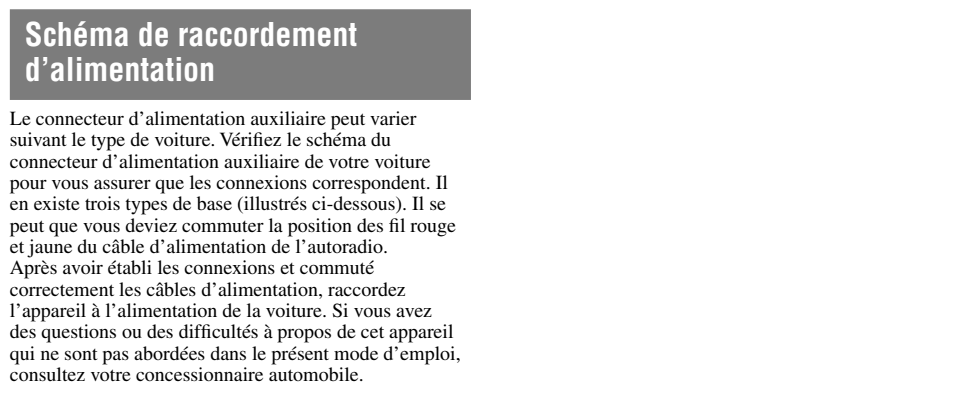 Schéma de raccordement
d’alimentation
Le connecteur d’alimentation auxiliaire peut varier
suivant le type de voiture. Vérifiez le schéma du
connecteur d’alimentation auxiliaire de votre voiture
pour vous assurer que les connexions correspondent. Il
en existe trois types de base (illustrés ci-dessous). Il se
peut que vous deviez commuter la position des fil rouge
et jaune du câble d’alimentation de l’autoradio.
Après avoir établi les connexions et commuté
correctement les câbles d’alimentation, raccordez
l’appareil à l’alimentation de la voiture. Si vous avez
des questions ou des difficultés à propos de cet appareil
qui ne sont pas abordées dans le présent mode d’emploi,
consultez votre concessionnaire automobile.